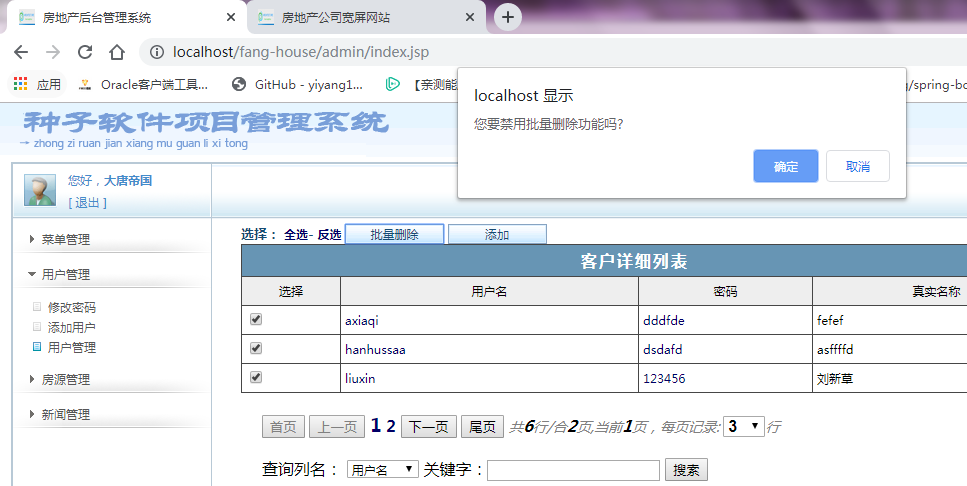 房地产后台管理系统
房地产公司宽屏网站
localhost/fang-house/admin/index.jsp
应用
Oracle客户端工具...
GitHub - yiyang1...
【亲测能
g/spring-bo
localhost 显示
您要禁用批量删除功能吗?
确定 取消
种子软件项目管理系统
zhong zi ruan jian xiang mu guan li xi tong
您好，大唐帝国
[ 退出 ]
菜单管理
用户管理
修改密码
添加用户
用户管理
房源管理
新闻管理
选择： 全选- 反选 批量删除 添加
客户详细列表
选择 用户名 密码 真实名称
axiaqi dddfde fefef
hanhussaa dsdafd asffffd
liuxin 123456 刘新草
首页 上一页 1 2 下一页 尾页 共6行/合2页,当前1页，每页记录: 3 行
查询列名： 用户名 关键字： 搜索